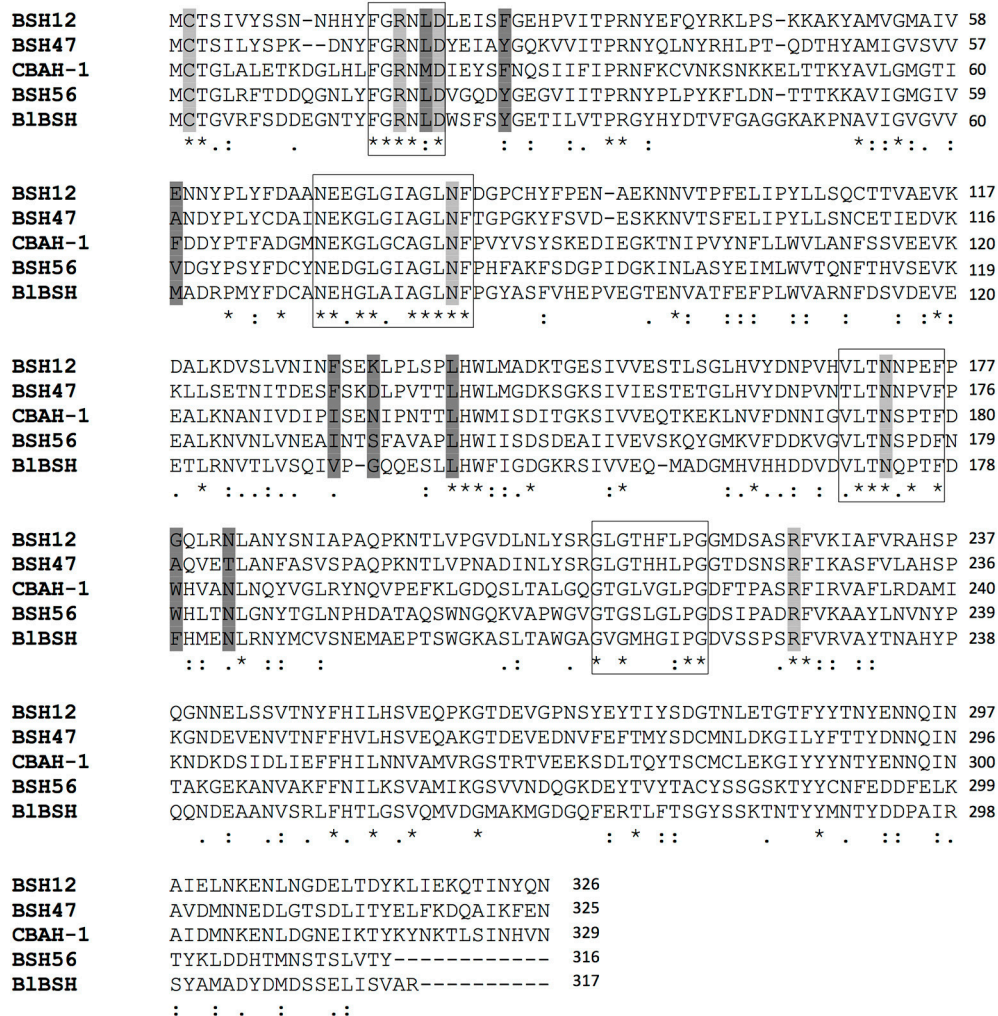 BSH12 MCTSIVYSSN-NHHYFGRNLDLEISFGEHPVITPRNYEFQYRKLPS-KKAKYAMVGMAIV 58
BSH47 MCTSILYSPK--DNYFGRNLDYEIAYGQKVVITPRNYQLNYRHLPT-QDTHYAMIGVSVV 57
CBAH-1 MCTGLALETKDGLHLFGRNMDIEYSFNQSIIFIPRNFKCVNKSNKKELTTKYAVLGMGTI 60
BSH56 MCTGLRFTDDQGNLYFGRNLDVGQDYGEGVIITPRNYPLPYKFLDN-TTTKKAVIGMGIV 59
BlBSH MCTGVRFSDDEGNTYFGRNLDWSFSYGETILVTPRGYHYDTVFGAGGKAKPNAVIGVGVV 60
**.: . ****:* : : : . ** : *::*. :
BSH12 ENNYPLYFDAANEEGLGIAGLNFDGPCHYFPEN-AEKNNVTPFELIPYLLSQCTTVAEVK 117
BSH47 ANDYPLYCDAINEKGLGIAGLNFTGPGKYFSVD-ESKKNVTSFELIPYLLSNCETIEDVK 116
CBAH-1 FDDYPTFADGMNEKGLGCAGLNFPVYVSYSKEDIEGKTNIPVYNFLLWVLANFSSVEEVK 120
BSH56 VDGYPSYFDCYNEDGLGIAGLNFPHFAKFSDGPIDGKINLASYEIMLWVTQNFTHVSEVK 119
BlBSH MADRPMYFDCANEHGLAIAGLNFPGYASFVHEPVEGTENVATFEFPLWVARNFDSVDEVE 120
* : * **.**. ***** : . *: ::: :: : :*:
BSH12 DALKDVSLVNINFSEKLPLSPLHWLMADKTGESIVVESTLSGLHVYDNPVHVLTNNPEFP 177
BSH47 KLLSETNITDESFSKDLPVTTLHWLMGDKSGKSIVIESTETGLHVYDNPVNTLTNNPVFP 176
CBAH-1 EALKNANIVDIPISENIPNTTLHWMISDITGKSIVVEQTKEKLNVFDNNIGVLTNSPTFD 180
BSH56 EALKNVNLVNEAINTSFAVAPLHWIISDSDEAIIVEVSKQYGMKVFDDKVGVLTNSPDFN 179
BlBSH ETLRNVTLVSQIVP-GQQESLLHWFIGDGKRSIVVEQ-MADGMHVHHDDVDVLTNQPTFD 178
. * :..:. . : ***:: * :* :.*. : .***.* *
BSH12 GQLRNLANYSNIAPAQPKNTLVPGVDLNLYSRGLGTHFLPGGMDSASRFVKIAFVRAHSP 237
BSH47 AQVETLANFASVSPAQPKNTLVPNADINLYSRGLGTHHLPGGTDSNSRFIKASFVLAHSP 236
CBAH-1 WHVANLNQYVGLRYNQVPEFKLGDQSLTALGQGTGLVGLPGDFTPASRFIRVAFLRDAMI 240
BSH56 WHLTNLGNYTGLNPHDATAQSWNGQKVAPWGVGTGSLGLPGDSIPADRFVKAAYLNVNYP 239
BlBSH FHMENLRNYMCVSNEMAEPTSWGKASLTAWGAGVGMHGIPGDVSSPSRFVRVAYTNAHYP 238
:: .* :: : .: . * * :** .**:: ::
BSH12 QGNNELSSVTNYFHILHSVEQPKGTDEVGPNSYEYTIYSDGTNLETGTFYYTNYENNQIN 297
BSH47 KGNDEVENVTNFFHVLHSVEQAKGTDEVEDNVFEFTMYSDCMNLDKGILYFTTYDNNQIN 296
CBAH-1 KNDKDSIDLIEFFHILNNVAMVRGSTRTVEEKSDLTQYTSCMCLEKGIYYYNTYENNQIN 300
BSH56 TAKGEKANVAKFFNILKSVAMIKGSVVNDQGKDEYTVYTACYSSGSKTYYCNFEDDFELK 299
BlBSH QQNDEAANVSRLFHTLGSVQMVDGMAKMGDGQFERTLFTSGYSSKTNTYYMNTYDDPAIR 298
. : .: . * * .* * : * :: . * . :: :.
BSH12 AIELNKENLNGDELTDYKLIEKQTINYQN 326
BSH47 AVDMNNEDLGTSDLITYELFKDQAIKFEN 325
CBAH-1 AIDMNKENLDGNEIKTYKYNKTLSINHVN 329
BSH56 TYKLDDHTMNSTSLVTY------------ 316
BlBSH SYAMADYDMDSSELISVAR---------- 317
: : : .: